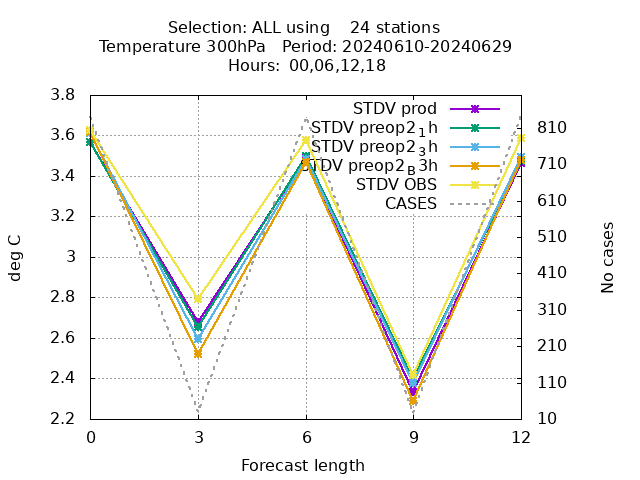 Selection: ALL using 24 stations
Temperature 300hPa Period: 20240610-20240629
Hours: 00,06,12,18
3.8
3.6
3.4
3.2
3
2.8
2.6
2.4
2.2
810
710
610
510
410
310
210
110
10
0
3
6
9
12
deg C
No cases
Forecast length
STDV prod
STDV preop2₁h
STDV preop2₃h
STDV preop2_B3h
STDV OBS
CASES